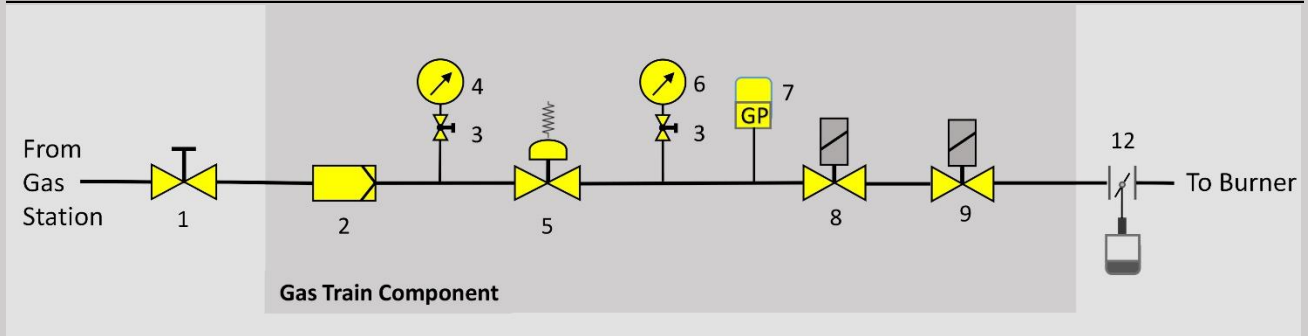 4
6
7
GP
3
3
12
From
Gas
Station
To Burner
1
2
5
8
9
Gas Train Component